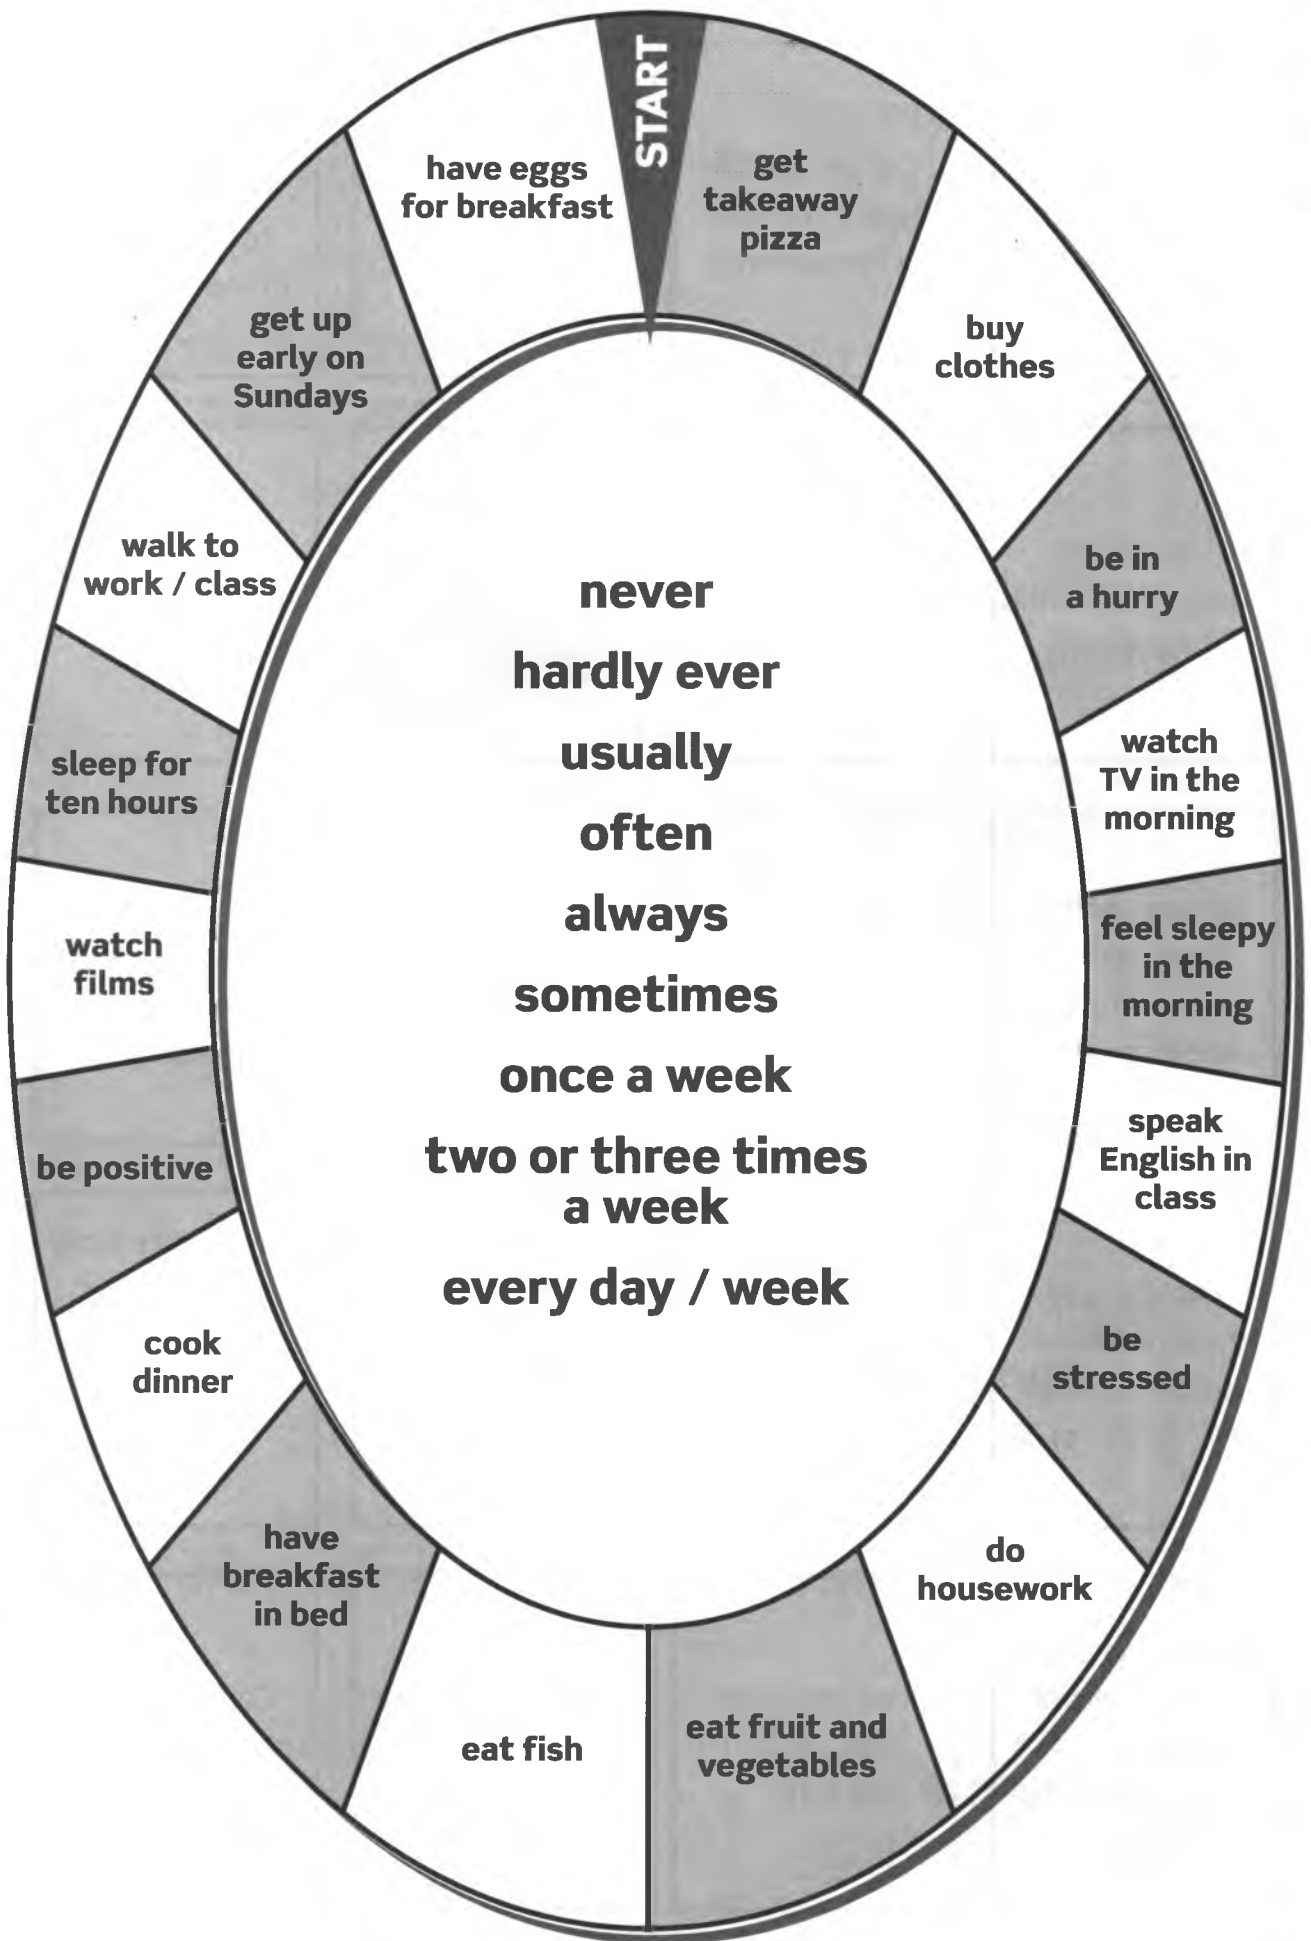 START
get
takeaway
pizza
buy
clothes
be in
a hurry
watch
TV in the
morning
feel sleepy
in the
morning
speak
English in
class
be
stressed
do
housework
eat fruit and
vegetables
eat fish
have
breakfast
in bed
cook
dinner
be positive
watch
films
sleep for
ten hours
walk to
work / class
get up
early on
Sundays
have eggs
for breakfast
never
hardly ever
usually
often
always
sometimes
once a week
two or three times
a week
every day / week